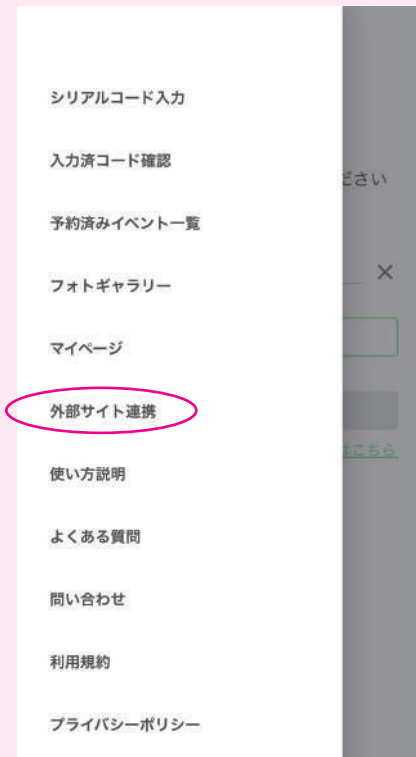 シリアルコード入力
入力済コード確認
ださい
予約済みイベント一覧
フォトギャラリー
マイページ
外部サイト連携
はこちら
使い方説明
よくある質問
問い合わせ
利用規約
プライバシーポリシー